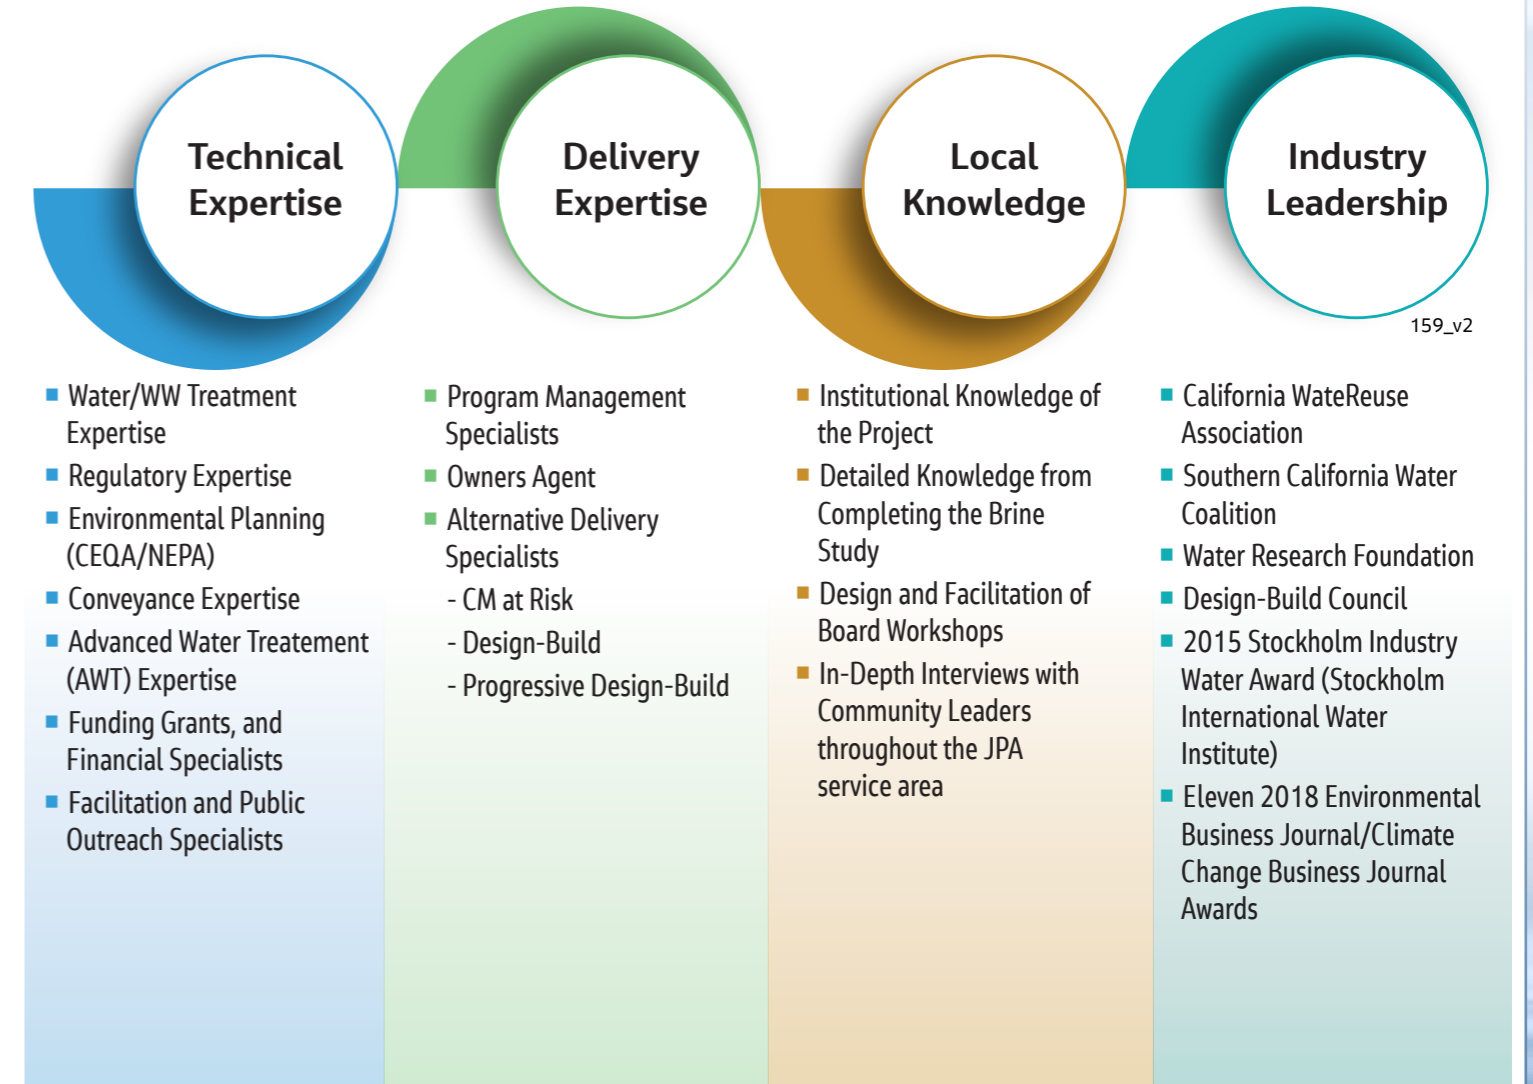 Technical
Expertise
Delivery
Expertise
Local
Knowledge
Industry
Leadership
159_v2
■ Water/WW Treatment
Expertise
■ Regulatory Expertise
■ Environmental Planning
(CEQA/NEPA)
■ Conveyance Expertise
■ Advanced Water Treatement
(AWT) Expertise
■ Funding Grants, and
Financial Specialists
■ Facilitation and Public
Outreach Specialists
■ Program Management
Specialists
■ Owners Agent
■ Alternative Delivery
Specialists
- CM at Risk
- Design-Build
- Progressive Design-Build
■ Institutional Knowledge of
the Project
■ Detailed Knowledge from
Completing the Brine
Study
■ Design and Facilitation of
Board Workshops
■ In-Depth Interviews with
Community Leaders
throughout the JPA
service area
■ California WateReuse
Association
■ Southern California Water
Coalition
■ Water Research Foundation
■ Design-Build Council
■ 2015 Stockholm Industry
Water Award (Stockholm
International Water
Institute)
■ Eleven 2018 Environmental
Business Journal/Climate
Change Business Journal
Awards